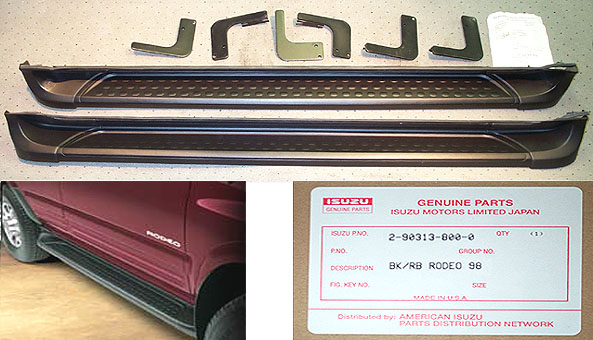 RODEO
ISUZU
GENUINE PARTS
GENUINE PARTS
ISUZU MOTORS LIMITED JAPAN
ISUZU P.NO. 2-90313-800-0 QTY (1)
P.NO. GROUP NO.
DESCRIPTION BK/RB RODEO 98
FIG. KEY NO. SIZE
MADE IN U.S.A.
Distributed by: AMERICAN ISUZU
PARTS DISTRIBUTION NETWORK